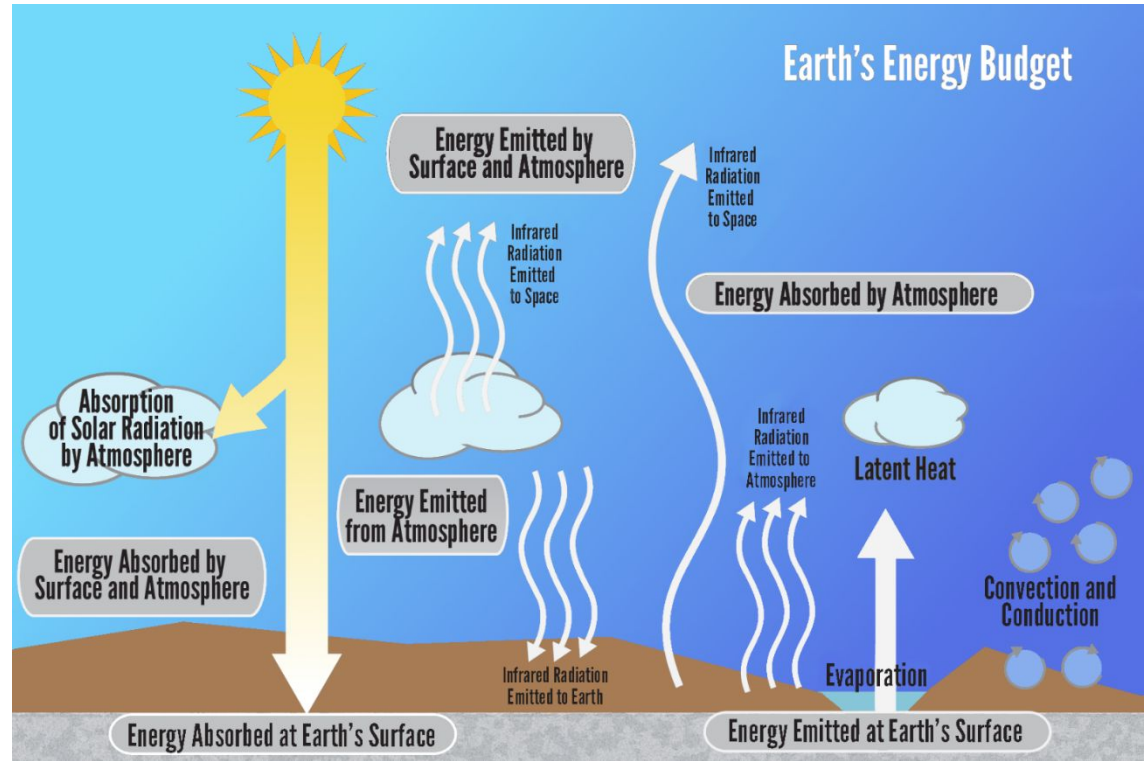 Earth's Energy Budget
Energy Emitted by
Surface and Atmosphere
Infrared
Radiation
Emitted
to Space
Infrared
Radiation
Emitted
to Space
Energy Absorbed by Atmosphere
Absorption
of Solar Radiation
by Atmosphere
Infrared
Radiation
Emitted to
Atmosphere
Latent Heat
Energy Emitted
from Atmosphere
Energy Absorbed by
Surface and Atmosphere
Convection and
Conduction
Infrared Radiation
Emitted to Earth
Evaporation
Energy Absorbed at Earth's Surface
Energy Emitted at Earth's Surface